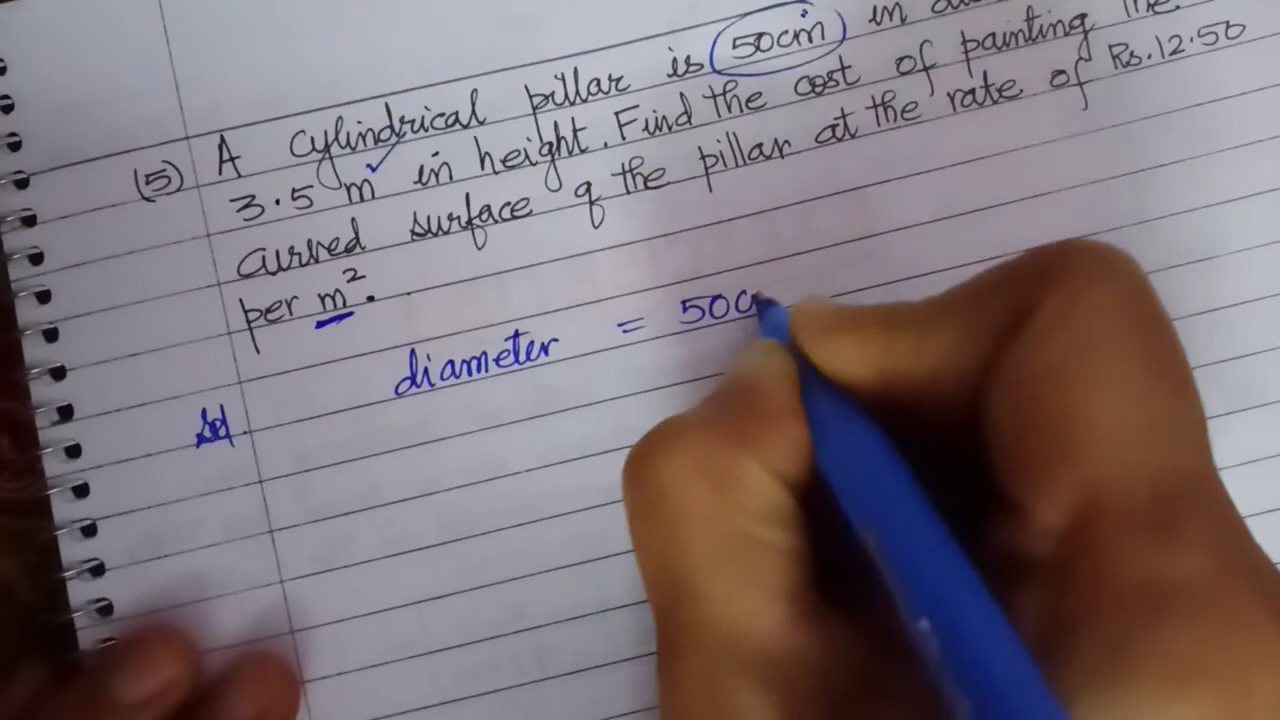 (5) A cylindrical pillar is 50cm in
3.5 m in height. Find the cost of painting the
curved surface of the pillar at the rate of Rs.12.50
per m².
Sol. diameter = 50c